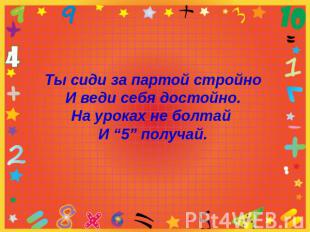 Ты сиди за партой стройно
И веди себя достойно.
На уроках не болтай
И “5” получай.
PPt4WEB.ru